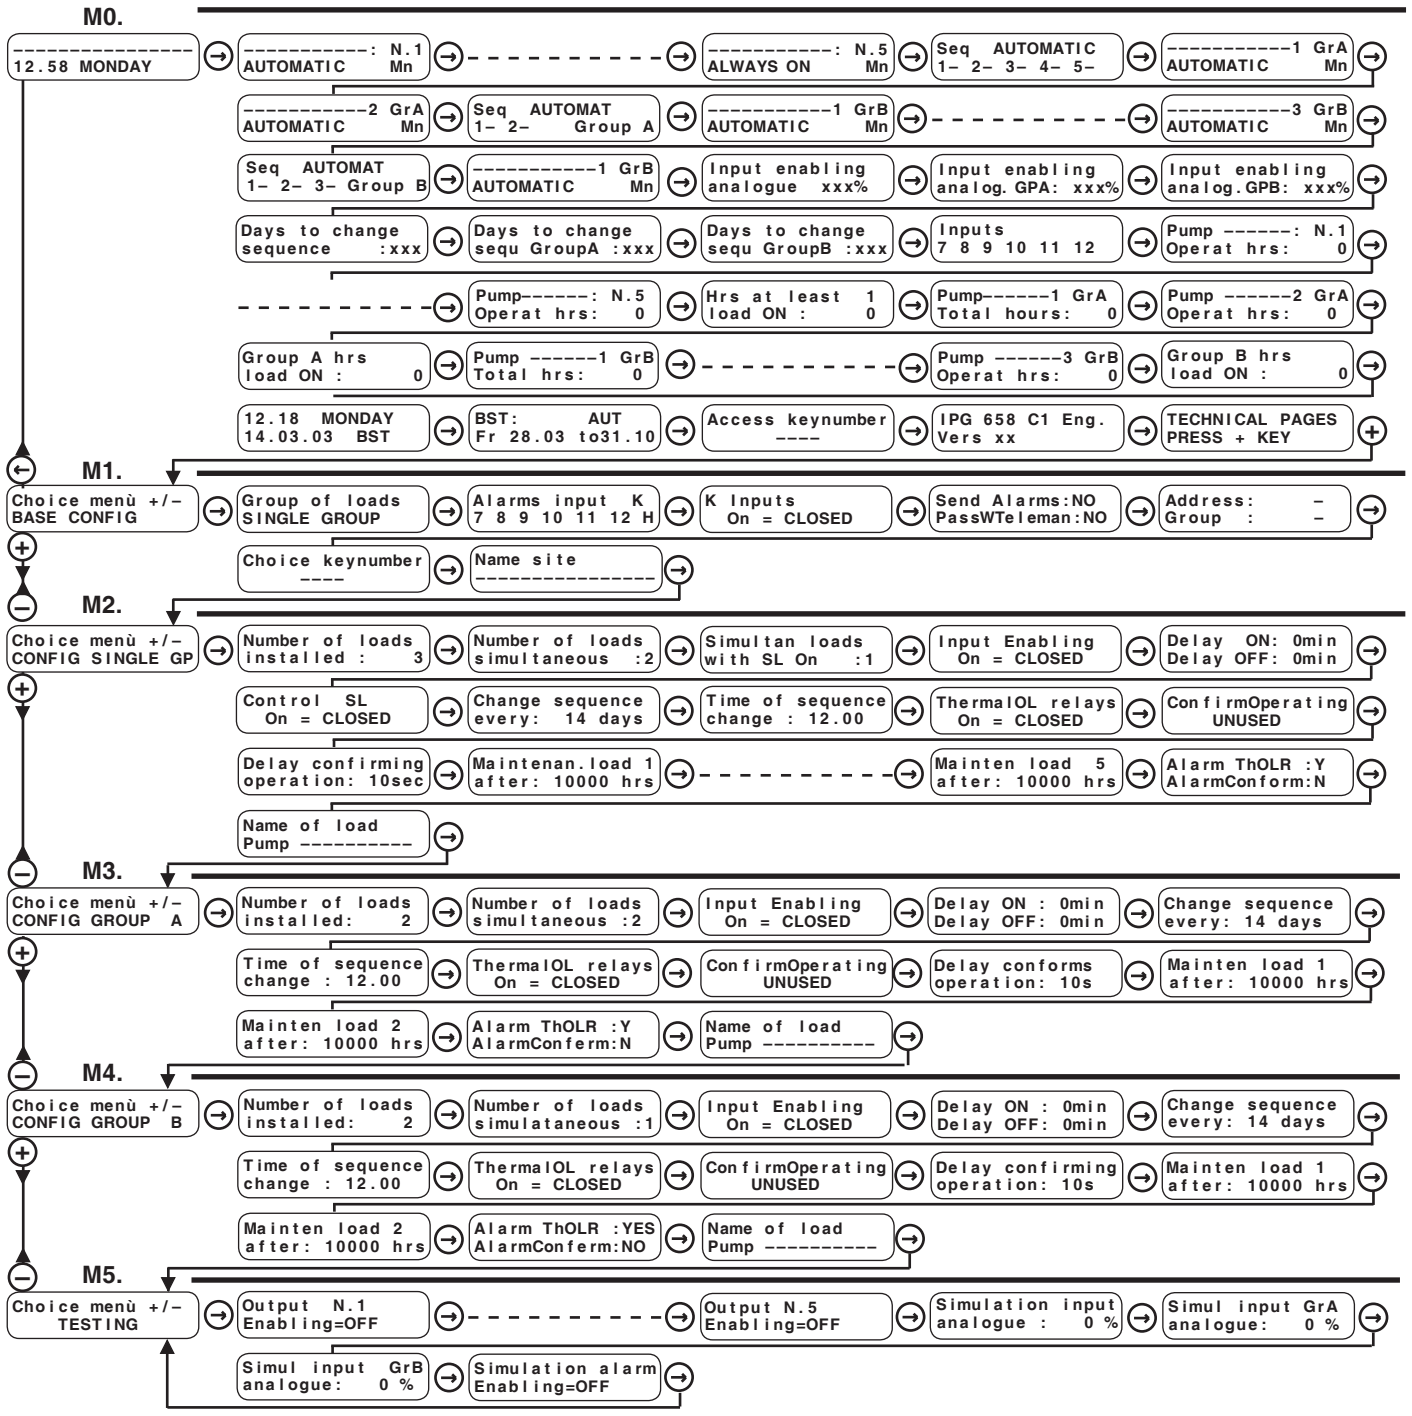 M0.
----------------
12.58 MONDAY
-----------: N.1
AUTOMATIC Mn
-----------: N.5
ALWAYS ON Mn
Seq AUTOMATIC
1- 2- 3- 4- 5-
-----------1 GrA
AUTOMATIC Mn
-----------2 GrA
AUTOMATIC Mn
Seq AUTOMAT
1- 2- Group A
-----------1 GrB
AUTOMATIC Mn
-----------3 GrB
AUTOMATIC Mn
Seq AUTOMAT
1- 2- 3- Group B
-----------1 GrB
AUTOMATIC Mn
Input enabling
analogue xxx%
Input enabling
analog. GPA: xxx%
Input enabling
analog.GPB: xxx%
Days to change
sequence :xxx
Days to change
sequ GroupA :xxx
Days to change
sequ GroupB :xxx
Inputs
7 8 9 10 11 12
Pump ------: N.1
Operat hrs: 0
Pump------: N.5
Operat hrs: 0
Hrs at least 1
load ON : 0
Pump------1 GrA
Total hours: 0
Pump ------2 GrA
Operat hrs: 0
Group A hrs
load ON : 0
Pump ------1 GrB
Total hrs: 0
Pump ------3 GrB
Operat hrs: 0
Group B hrs
load ON : 0
12.18 MONDAY
14.03.03 BST
BST: AUT
Fr 28.03 to31.10
Access keynumber
----
IPG 658 C1 Eng.
Vers xx
TECHNICAL PAGES
PRESS + KEY
M1.
Choice menù +/-
BASE CONFIG
Group of loads
SINGLE GROUP
Alarms input K
7 8 9 10 11 12 H
K Inputs
On = CLOSED
Send Alarms:NO
PassWTeleman:NO
Address: -
Group : -
Choice keynumber
----
Name site
----------------
M2.
Choice menù +/-
CONFIG SINGLE GP
Number of loads
installed : 3
Number of loads
simultaneous :2
Simultan loads
with SL On :1
Input Enabling
On = CLOSED
Delay ON: 0min
Delay OFF: 0min
Control SL
On = CLOSED
Change sequence
every: 14 days
Time of sequence
change : 12.00
ThermalOL relays
On = CLOSED
ConfirmOperating
UNUSED
Delay confirming
operation: 10sec
Maintenan.load 1
after: 10000 hrs
Mainten load 5
after: 10000 hrs
Alarm ThOLR :Y
AlarmConform:N
Name of load
Pump ----------
M3.
Choice menù +/-
CONFIG GROUP A
Number of loads
installed: 2
Number of loads
simultaneous :2
Input Enabling
On = CLOSED
Delay ON : 0min
Delay OFF: 0min
Change sequence
every: 14 days
Time of sequence
change : 12.00
ThermalOL relays
On = CLOSED
ConfirmOperating
UNUSED
Delay conforms
operation: 10s
Mainten load 1
after: 10000 hrs
Mainten load 2
after: 10000 hrs
Alarm ThOLR :Y
AlarmConferm:N
Name of load
Pump ----------
M4.
Choice menù +/-
CONFIG GROUP B
Number of loads
installed: 2
Number of loads
simulataneous :1
Input Enabling
On = CLOSED
Delay ON : 0min
Delay OFF: 0min
Change sequence
every: 14 days
Time of sequence
change : 12.00
ThermalOL relays
On = CLOSED
ConfirmOperating
UNUSED
Delay confirming
operation: 10s
Mainten load 1
after: 10000 hrs
Mainten load 2
after: 10000 hrs
Alarm ThOLR :YES
AlarmConferm:NO
Name of load
Pump ----------
M5.
Choice menù +/-
TESTING
Output N.1
Enabling=OFF
Output N.5
Enabling=OFF
Simulation input
analogue : 0 %
Simul input GrA
analogue: 0 %
Simul input GrB
analogue: 0 %
Simulation alarm
Enabling=OFF